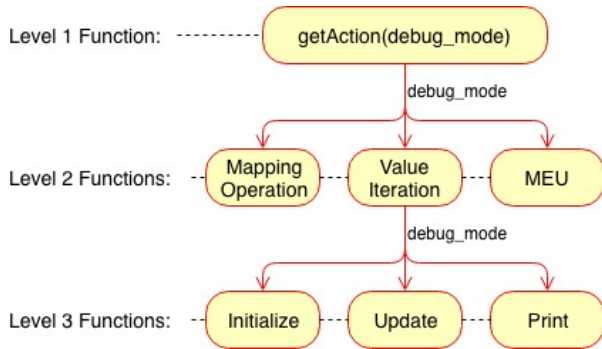 Level 1 Function:
getAction(debug_mode)
debug_mode
Level 2 Functions:
Mapping
Operation
Value
Iteration
MEU
debug_mode
Level 3 Functions:
Initialize
Update
Print